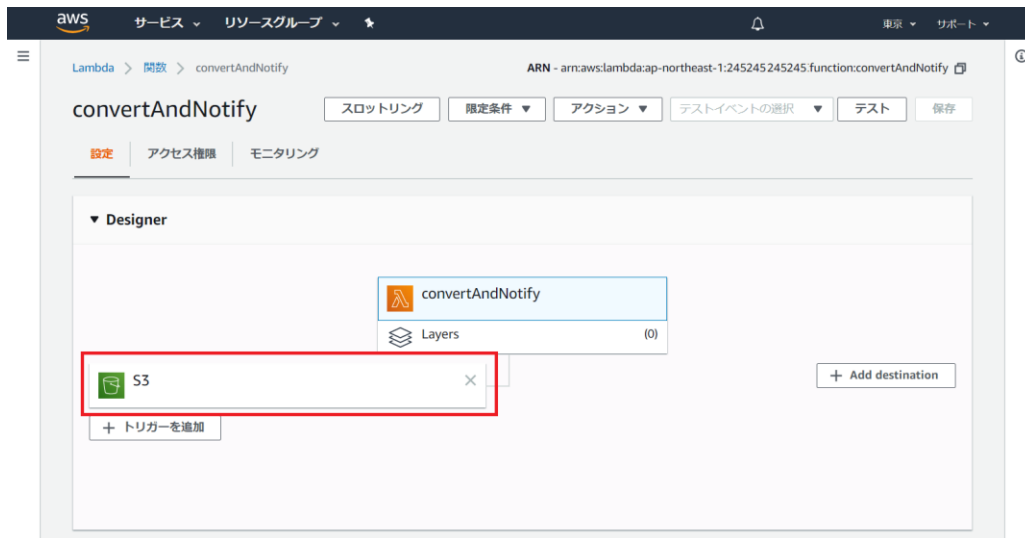 aws サービス リソースグループ 東京 サポート
Lambda > 関数 > convertAndNotify ARN - arn:aws:lambda:ap-northeast-1:245245245245:function:convertAndNotify
convertAndNotify スロットリング 限定条件 アクション テストイベントの選択 テスト 保存
設定 アクセス権限 モニタリング
Designer
convertAndNotify
Layers (0)
S3 ×
+ Add destination
+ トリガーを追加